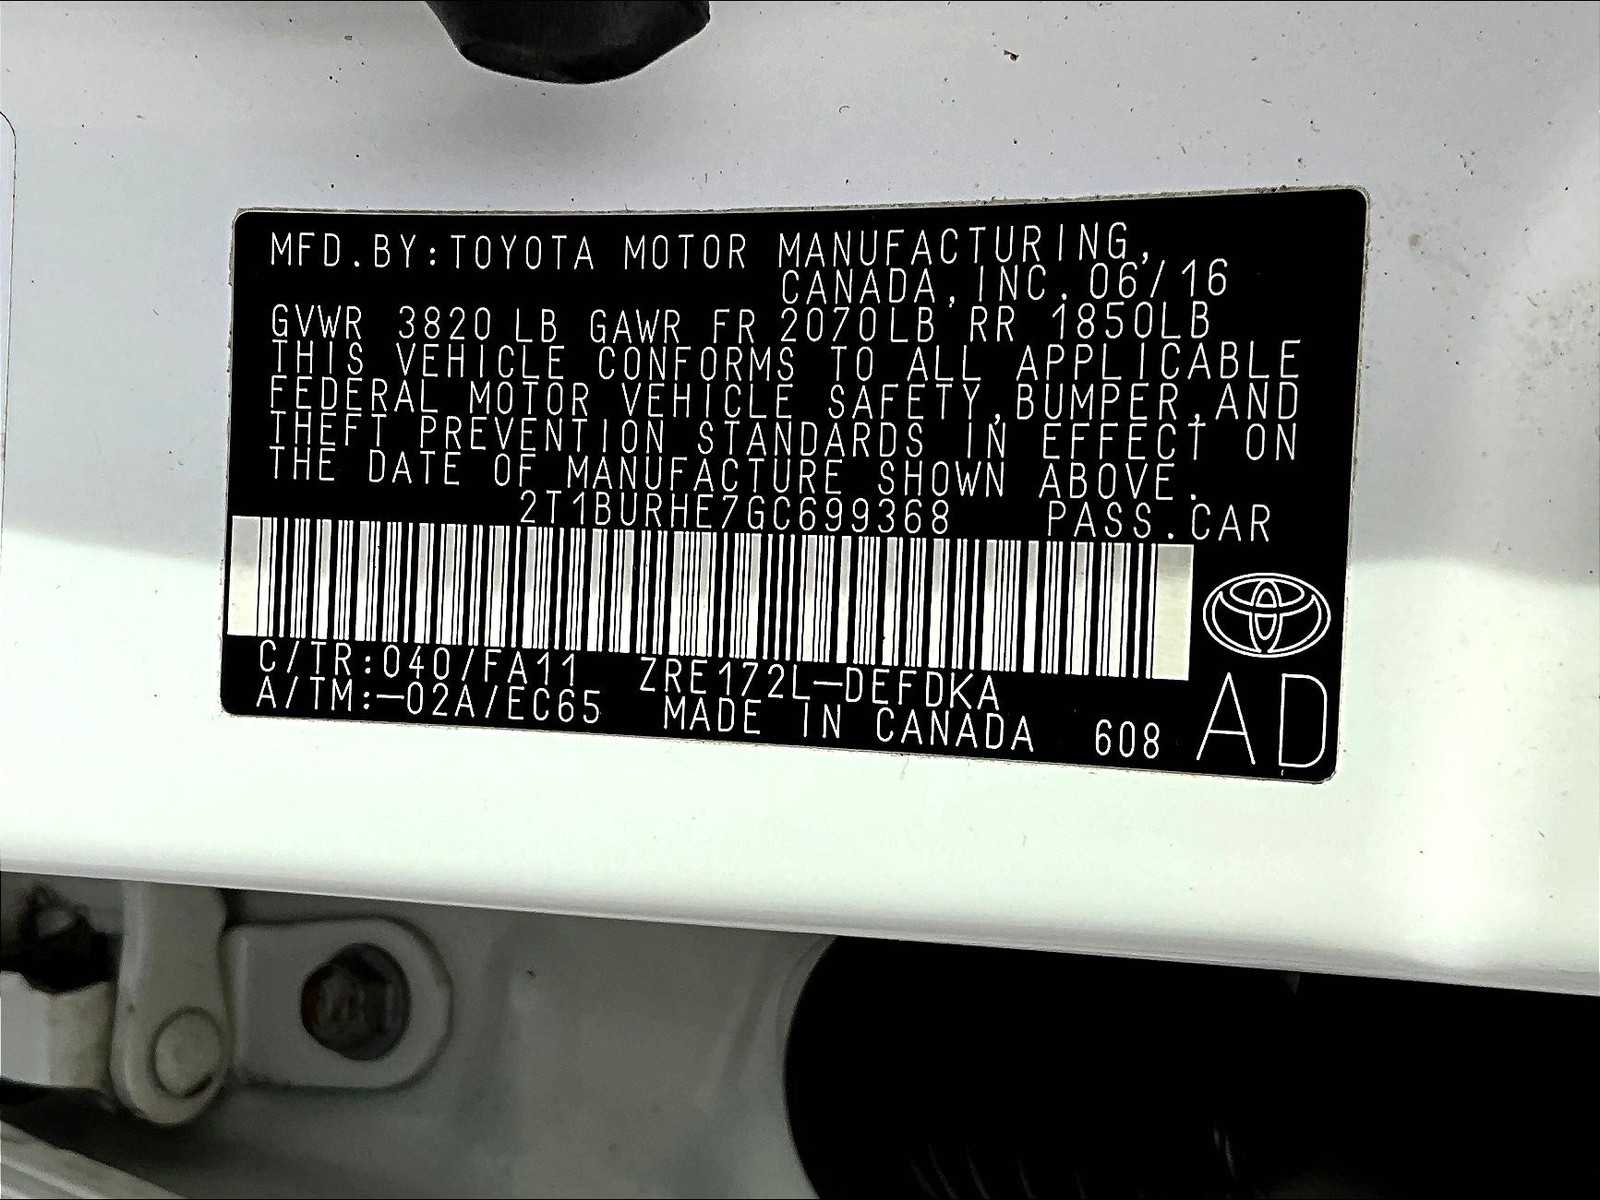 MFD.BY:TOYOTA MOTOR MANUFACTURING,
CANADA,INC.06/16
GVWR 3820LB GAWR FR 2070LB RR 1850LB
THIS VEHICLE CONFORMS TO ALL APPLICABLE
FEDERAL MOTOR VEHICLE SAFETY,BUMPER,AND
THEFT PREVENTION STANDARDS IN EFFECT ON
THE DATE OF MANUFACTURE SHOWN ABOVE.
2T1BURHE7GC699368 PASS.CAR
C/TR:040/FA11 ZRE172L-DEFDKA
A/TM:-02A/EC65 MADE IN CANADA 608 AD